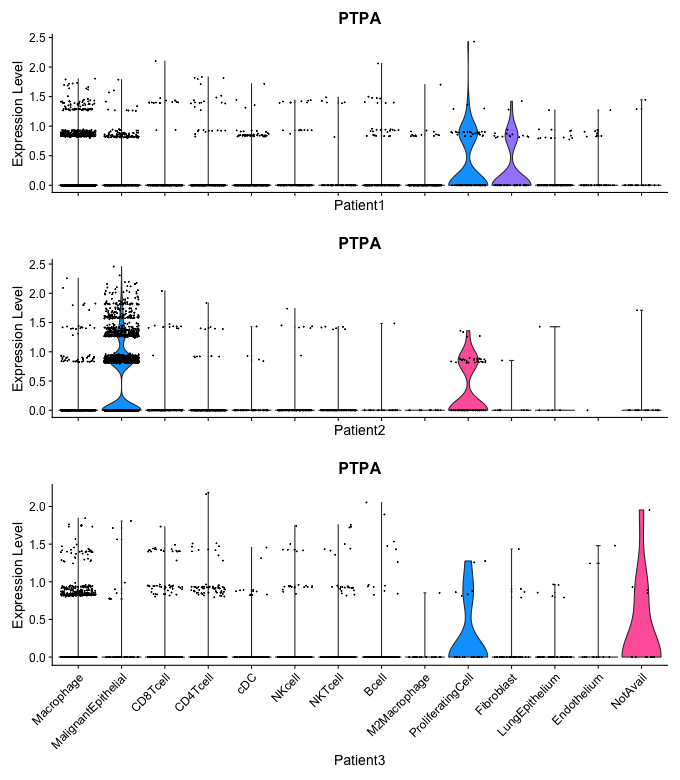 PTPA
Expression Level
2.5
2.0
1.5
1.0
0.5
0.0
Patient1
PTPA
Expression Level
2.5
2.0
1.5
1.0
0.5
0.0
Patient2
PTPA
Expression Level
2.0
1.5
1.0
0.5
0.0
Macrophage
MalignantEpithelial
CD8Tcell
CD4Tcell
cDC
NKcell
NKTcell
Bcell
M2Macrophage
ProliferatingCell
Fibroblast
LungEpithelium
Endothelium
NotAvail
Patient3